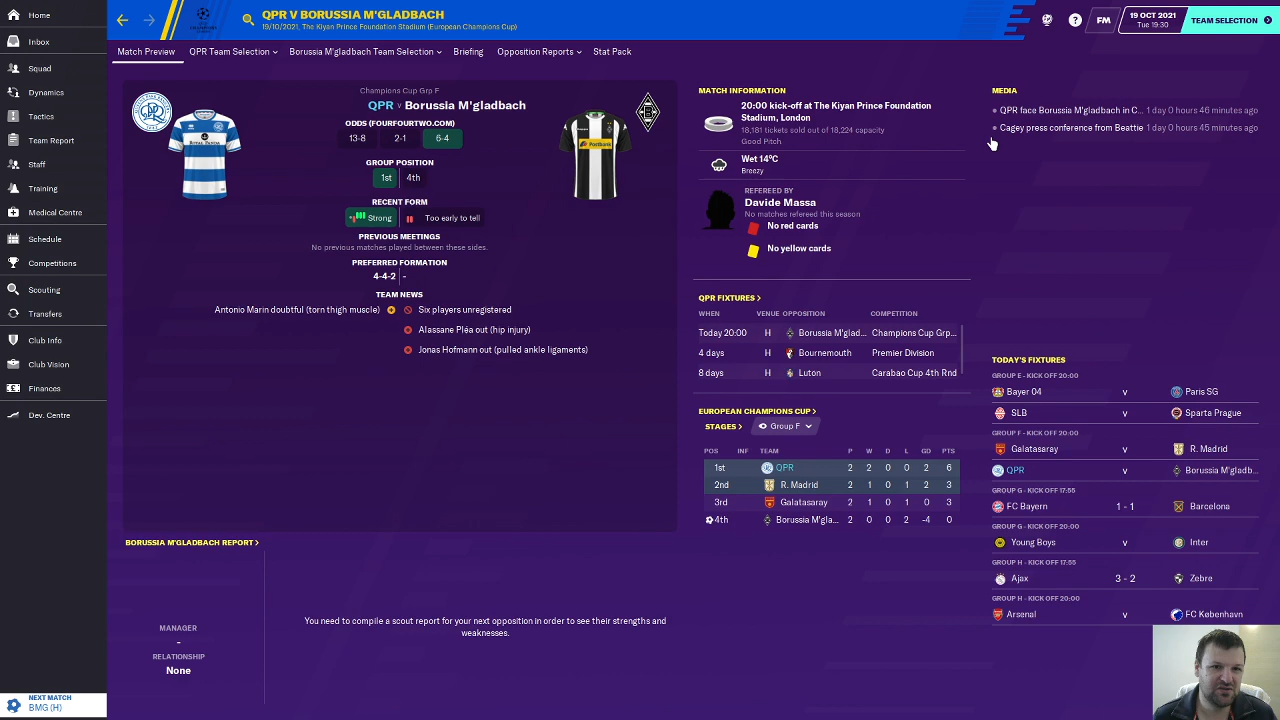 Home
Inbox
Squad
Dynamics
Tactics
Team report
Staff
Training
Medical Centre
Schedule
Competitions
Scouting
Transfers
Club Info
Club Vision
Finances
Dev. Centre
NEXT MATCH
BMG (H)
QPR V BORUSSIA M'GLADBACH
19/10/2021, The Kiyan Prince Foundation Stadium (European Champions Cup)
FM
19 OCT 2021
Tue 19:30
TEAM SELECTION
Match Preview
QPR Team Selection
Borussia M'gladbach Team Selection
Briefing
Opposition Reports
Stat Pack
Champions Cup Grp F
QPR v Borussia M'gladbach
ODDS (FOURFOURTWO.COM)
13-8 2-1 6-4
GROUP POSITION
1st 4th
RECENT FORM
Strong Too early to tell
PREVIOUS MEETINGS
No previous matches played between these sides.
PREFERRED FORMATION
4-4-2 -
TEAM NEWS
Antonio Marin doubtful (torn thigh muscle) Six players unregistered
Alassane Pléa out (hip injury)
Jonas Hofmann out (pulled ankle ligaments)
ROYAL PANDA
Postbank
BORUSSIA M'GLADBACH REPORT
MANAGER
-
RELATIONSHIP
None
You need to compile a scout report for your next opposition in order to see their strengths and
weaknesses.
MATCH INFORMATION
20:00 kick-off at The Kiyan Prince Foundation
Stadium, London
18,181 tickets sold out of 18,224 capacity
Good Pitch
Wet 14°C
Breezy
REFEREED BY
Davide Massa
No matches refereed this season
No red cards
No yellow cards
QPR FIXTURES
WHEN VENUE OPPOSITION COMPETITION
Today 20:00 H Borussia M'glad... Champions Cup Grp...
4 days H Bournemouth Premier Division
8 days H Luton Carabao Cup 4th Rnd
EUROPEAN CHAMPIONS CUP
STAGES Group F
POS INF TEAM P W D L GD PTS
1st QPR 2 2 0 0 2 6
2nd R. Madrid 2 1 0 1 2 3
3rd Galatasaray 2 1 0 1 0 3
4th Borussia M'gla... 2 0 0 2 -4 0
MEDIA
QPR face Borussia M'gladbach in C... 1 day 0 hours 46 minutes ago
Cagey press conference from Beattie 1 day 0 hours 45 minutes ago
TODAY'S FIXTURES
GROUP E - KICK OFF 20:00
Bayer 04 v Paris SG
SLB v Sparta Prague
GROUP F - KICK OFF 20:00
Galatasaray v R. Madrid
QPR v Borussia M'gladb...
GROUP G - KICK OFF 17:55
FC Bayern 1 - 1 Barcelona
GROUP G - KICK OFF 20:00
Young Boys v Inter
GROUP H - KICK OFF 17:55
Ajax 3 - 2 Zebre
GROUP H - KICK OFF 20:00
Arsenal v FC København